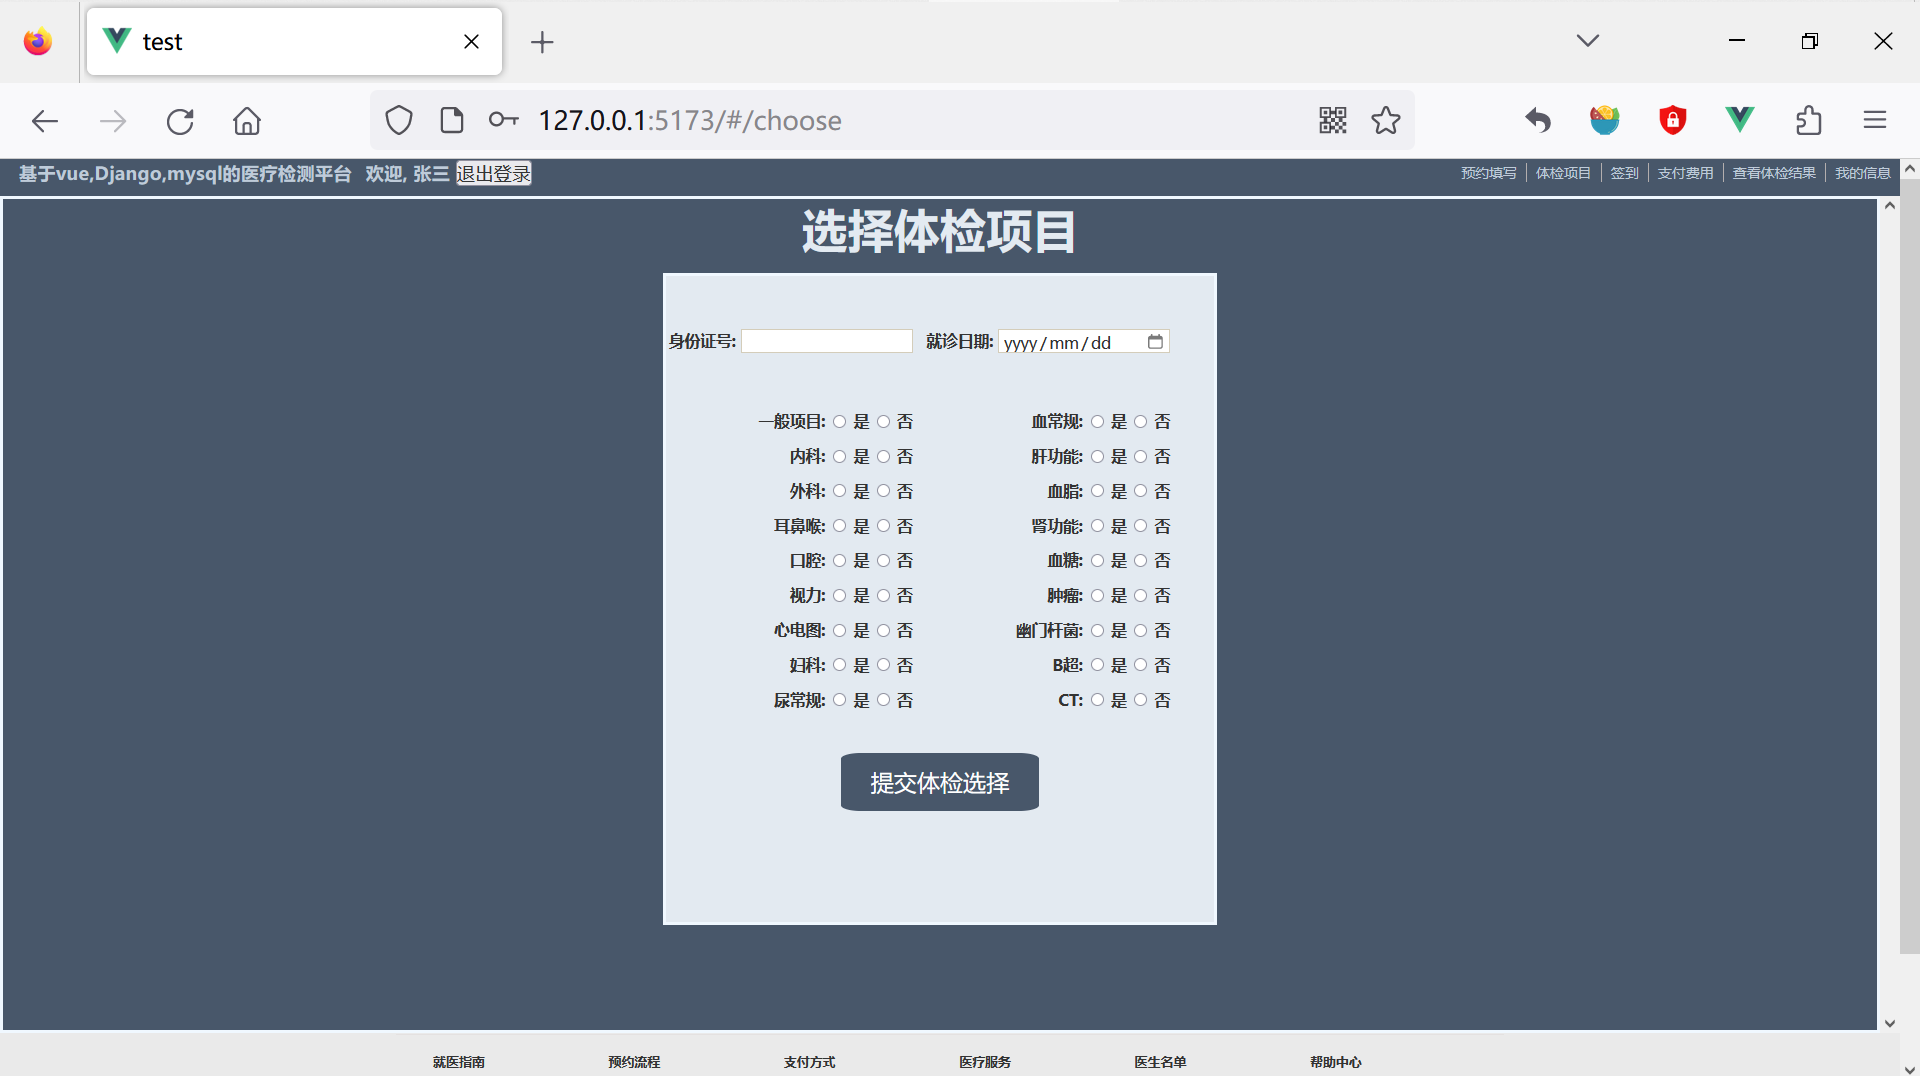 test
127.0.0.1:5173/#/choose
基于vue,Django,mysql的医疗检测平台 欢迎, 张三 退出登录
预约填写 体检项目 签到 支付费用 查看体检结果 我的信息
选择体检项目
身份证号: 就诊日期: yyyy/mm/dd
一般项目: 是 否 血常规: 是 否
内科: 是 否 肝功能: 是 否
外科: 是 否 血脂: 是 否
耳鼻喉: 是 否 肾功能: 是 否
口腔: 是 否 血糖: 是 否
视力: 是 否 肿瘤: 是 否
心电图: 是 否 幽门杆菌: 是 否
妇科: 是 否 B超: 是 否
尿常规: 是 否 CT: 是 否
提交体检选择
就医指南 预约流程 支付方式 医疗服务 医生名单 帮助中心